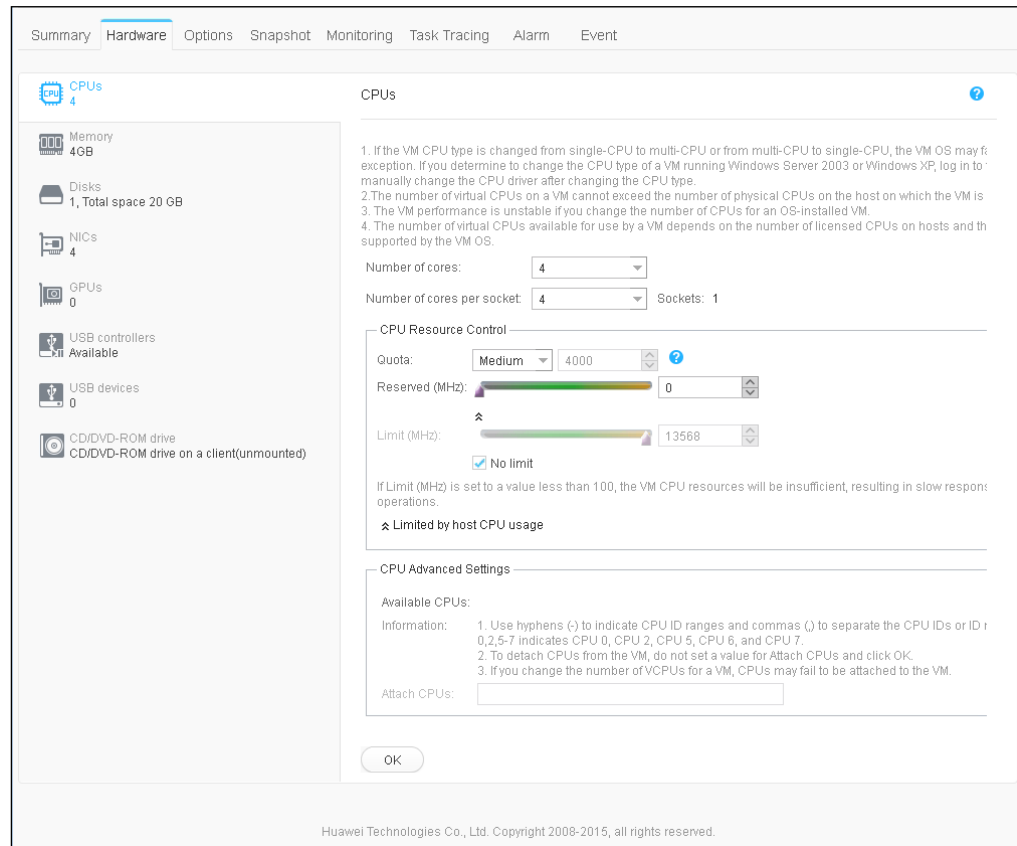 Summary Hardware Options Snapshot Monitoring Task Tracing Alarm Event
CPU
CPUs
4
Memory
4GB
Disks
1, Total space 20 GB
NICs
4
GPUs
0
USB controllers
Available
USB devices
0
CD/DVD-ROM drive
CD/DVD-ROM drive on a client(unmounted)
CPUs
?
1. If the VM CPU type is changed from single-CPU to multi-CPU or from multi-CPU to single-CPU, the VM OS may
exception. If you determine to change the CPU type of a VM running Windows Server 2003 or Windows XP, log in to
manually change the CPU driver after changing the CPU type.
2.The number of virtual CPUs on a VM cannot exceed the number of physical CPUs on the host on which the VM is
3. The VM performance is unstable if you change the number of CPUs for an OS-installed VM.
4. The number of virtual CPUs available for use by a VM depends on the number of licensed CPUs on hosts and th
supported by the VM OS.
Number of cores: 4
Number of cores per socket: 4 Sockets: 1
CPU Resource Control
Quota: Medium 4000 ?
Reserved (MHz): 0
Limit (MHz): 13568
No limit
If Limit (MHz) is set to a value less than 100, the VM CPU resources will be insufficient, resulting in slow respons
operations.
Limited by host CPU usage
CPU Advanced Settings
Available CPUs:
Information: 1. Use hyphens (-) to indicate CPU ID ranges and commas (,) to separate the CPU IDs or ID
0,2,5-7 indicates CPU 0, CPU 2, CPU 5, CPU 6, and CPU 7.
2. To detach CPUs from the VM, do not set a value for Attach CPUs and click OK.
3. If you change the number of VCPUs for a VM, CPUs may fail to be attached to the VM.
Attach CPUs:
OK
Huawei Technologies Co., Ltd. Copyright 2008-2015, all rights reserved.